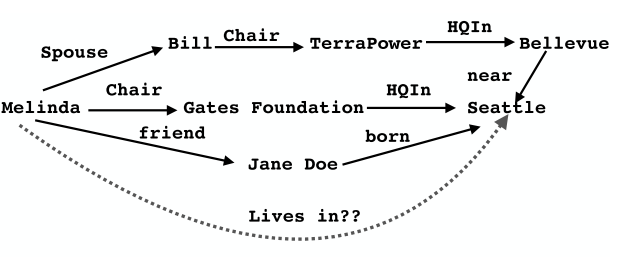 HQIn
Spouse
Bill
Chair
TerraPower
Bellevue
near
Chair
HQIn
Melinda
Gates Foundation
Seattle
friend
born
Jane Doe
Lives in??